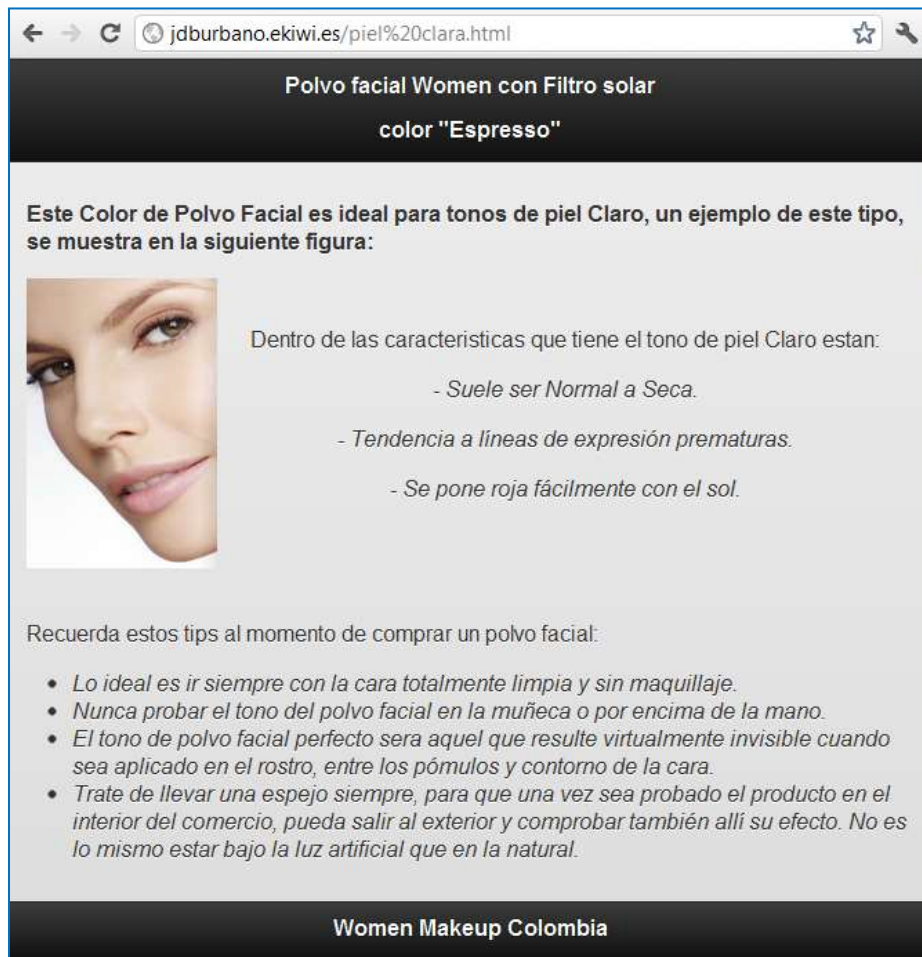 jdburbano.ekiwi.es/piel%20clara.html
Polvo facial Women con Filtro solar
color "Espresso"
Este Color de Polvo Facial es ideal para tonos de piel Claro, un ejemplo de este tipo,
se muestra en la siguiente figura:
Dentro de las caracteristicas que tiene el tono de piel Claro estan:
- Suele ser Normal a Seca.
- Tendencia a líneas de expresión prematuras.
- Se pone roja fácilmente con el sol.
Recuerda estos tips al momento de comprar un polvo facial:
• Lo ideal es ir siempre con la cara totalmente limpia y sin maquillaje.
• Nunca probar el tono del polvo facial en la muñeca o por encima de la mano.
• El tono de polvo facial perfecto sera aquel que resulte virtualmente invisible cuando
sea aplicado en el rostro, entre los pómulos y contorno de la cara.
• Trate de llevar una espejo siempre, para que una vez sea probado el producto en el
interior del comercio, pueda salir al exterior y comprobar también allí su efecto. No es
lo mismo estar bajo la luz artificial que en la natural.
Women Makeup Colombia